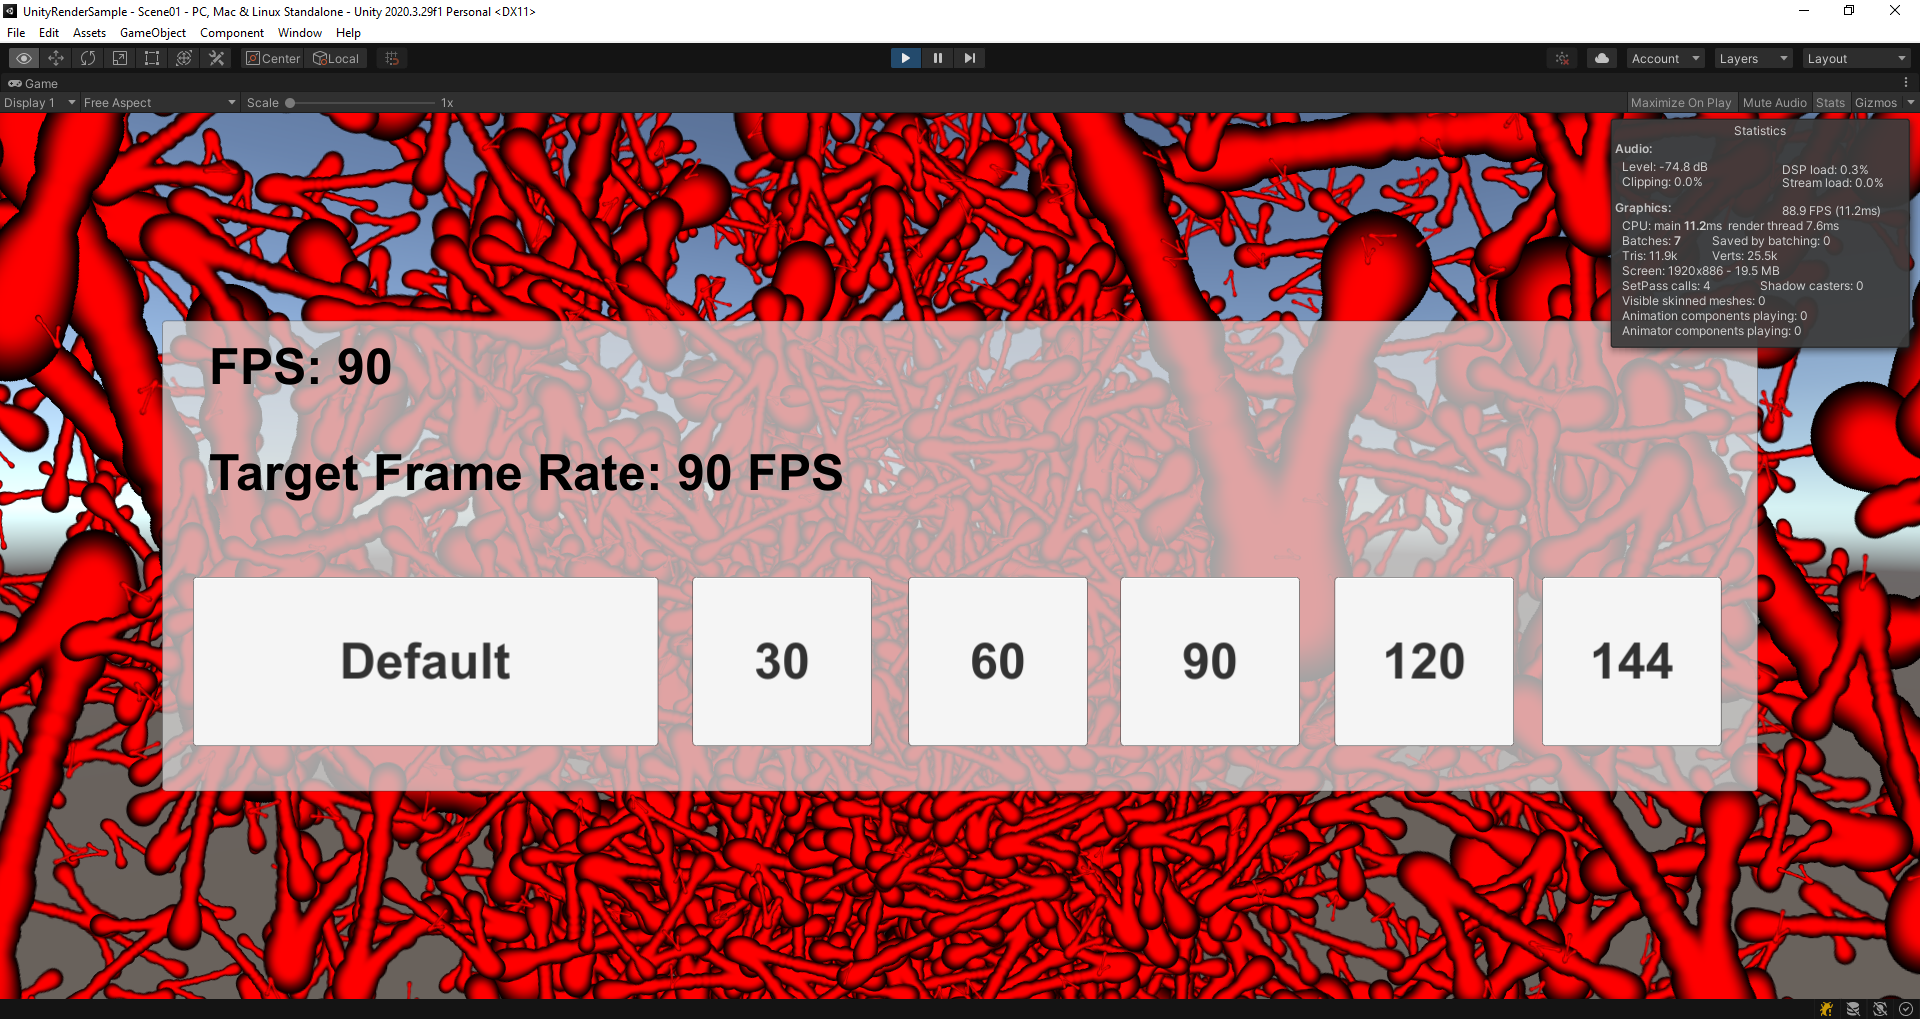 UnityRenderSample - Scene01 - PC, Mac & Linux Standalone - Unity 2020.3.29f1 Personal <DX11>
File Edit Assets GameObject Component Window Help
Center Local Account Layers Layout
Game
Display 1 Free Aspect Scale 1x Maximize On Play Mute Audio Stats Gizmos
Statistics
Audio:
Level: -74.8 dB DSP load: 0.3%
Clipping: 0.0% Stream load: 0.0%
Graphics: 88.9 FPS (11.2ms)
CPU: main 11.2ms render thread 7.6ms
Batches: 7 Saved by batching: 0
Tris: 11.9k Verts: 25.5k
Screen: 1920x886 - 19.5 MB
SetPass calls: 4 Shadow casters: 0
Visible skinned meshes: 0
Animation components playing: 0
Animator components playing: 0
FPS: 90
Target Frame Rate: 90 FPS
Default 30 60 90 120 144